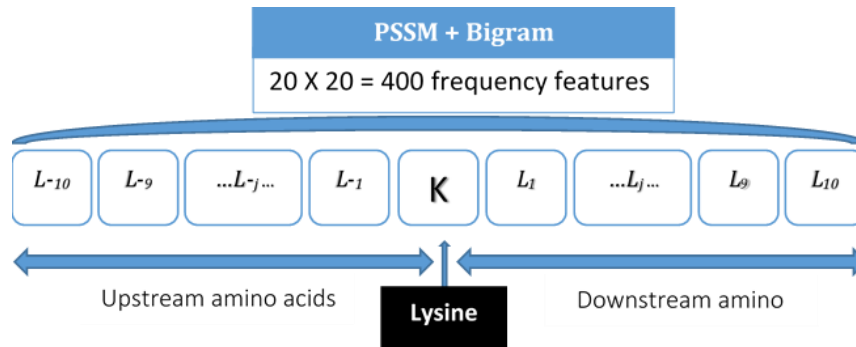 PSSM + Bigram
20 X 20 = 400 frequency features
L-10 L-9 ...L-j... L-1 K L1 ...Lj... L9 L10
Upstream amino acids Downstream amino
Lysine